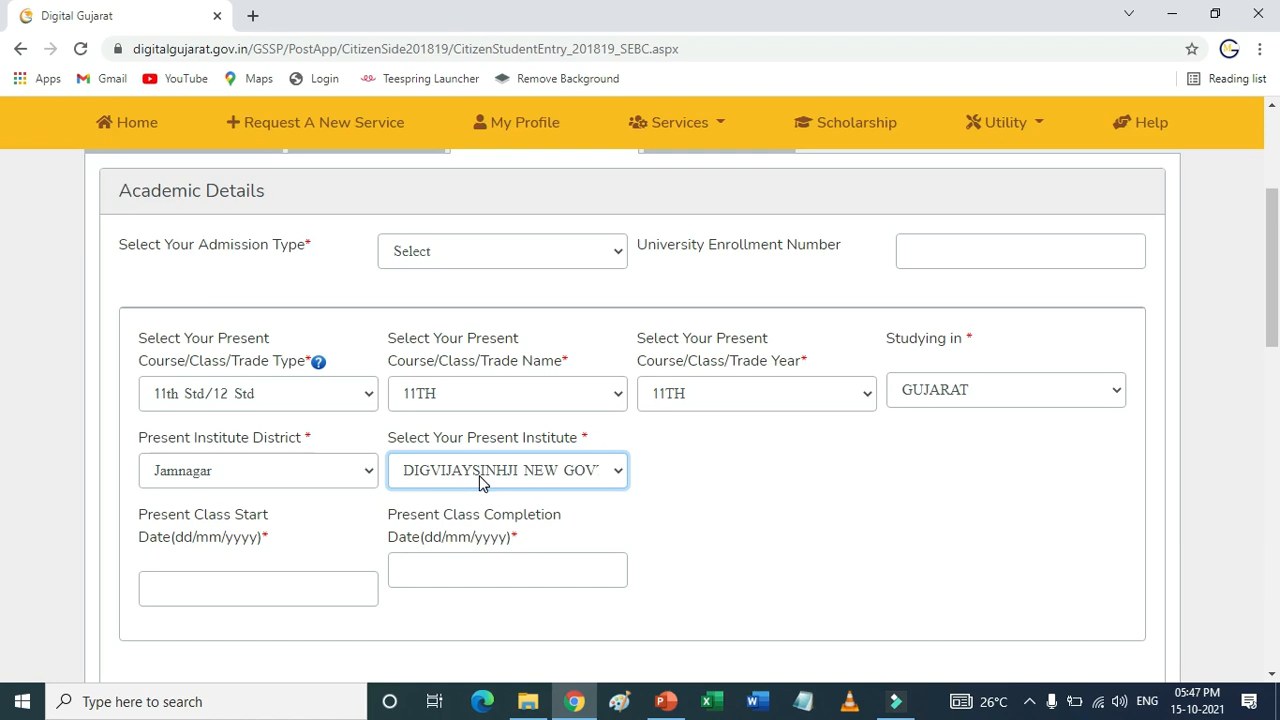 Digital Gujarat
digitalgujarat.gov.in/GSSP/PostApp/CitizenSide201819/CitizenStudentEntry_201819_SEBC.aspx
Apps Gmail YouTube Maps Login Teespring Launcher Remove Background Reading list
Home Request A New Service My Profile Services Scholarship Utility Help
Academic Details
Select Your Admission Type* Select University Enrollment Number
Select Your Present Select Your Present Select Your Present Studying in *
Course/Class/Trade Type* Course/Class/Trade Name* Course/Class/Trade Year*
11th Std/12 Std 11TH 11TH GUJARAT
Present Institute District * Select Your Present Institute *
Jamnagar DIGVIJAYSINHJI NEW GOVT
Present Class Start Present Class Completion
Date(dd/mm/yyyy)* Date(dd/mm/yyyy)*
Type here to search 26°C ENG 05:47 PM
15-10-2021